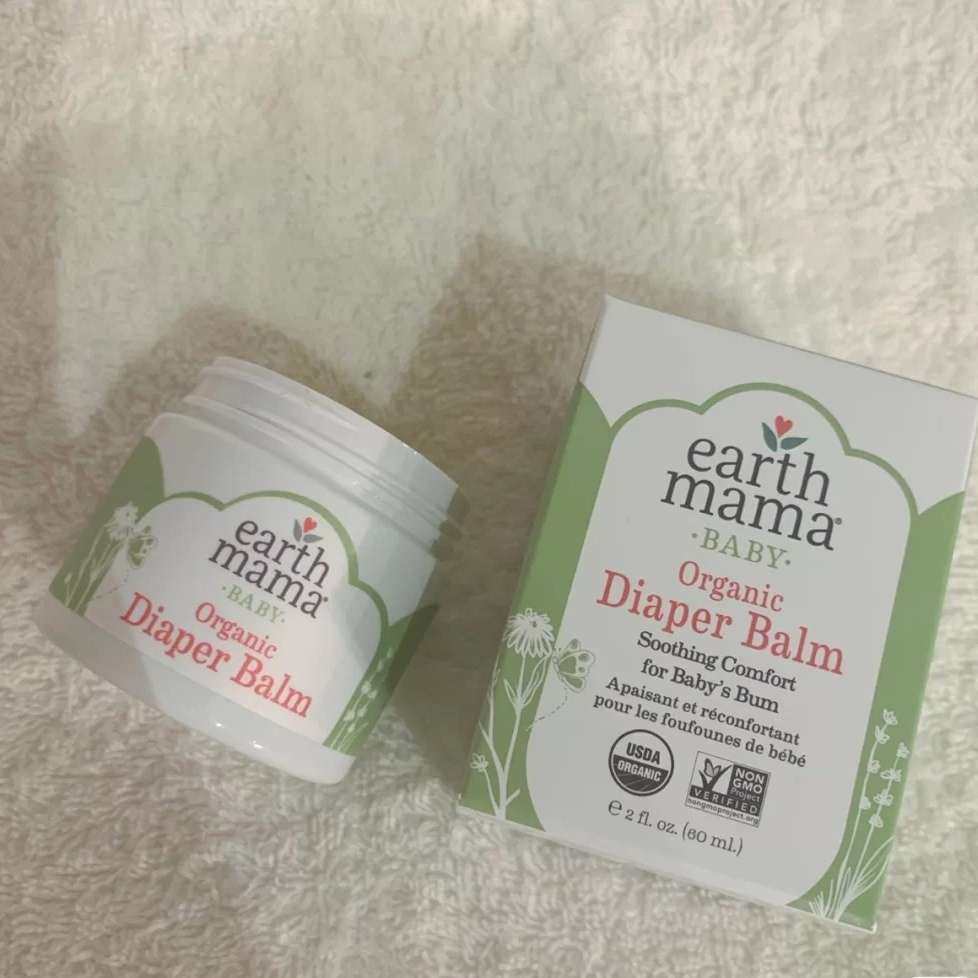 earth
mama®
·BABY·
Organic
Diaper Balm
earth
mama®
·BABY·
Organic
Diaper Balm
Soothing Comfort
for Baby's Bum
Apaisant et réconfortant
pour les foufounes de bébé
USDA
ORGANIC
NON
GMO
Project
VERIFIED
nongmoproject.org
℮ 2 fl. oz. (60 ml.)